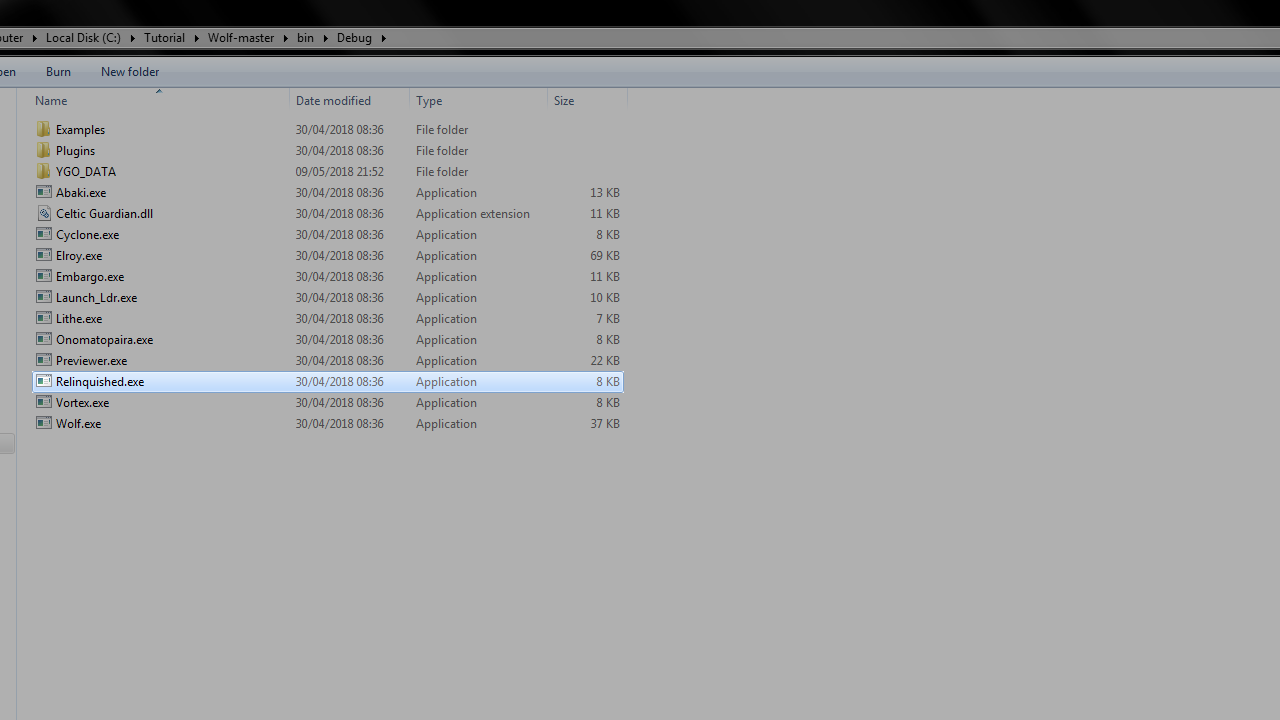 uter Local Disk (C:) Tutorial Wolf-master bin Debug
pen Burn New folder
Name Date modified Type Size
Examples 30/04/2018 08:36 File folder
Plugins 30/04/2018 08:36 File folder
YGO_DATA 09/05/2018 21:52 File folder
Abaki.exe 30/04/2018 08:36 Application 13 KB
Celtic Guardian.dll 30/04/2018 08:36 Application extension 11 KB
Cyclone.exe 30/04/2018 08:36 Application 8 KB
Elroy.exe 30/04/2018 08:36 Application 69 KB
Embargo.exe 30/04/2018 08:36 Application 11 KB
Launch_Ldr.exe 30/04/2018 08:36 Application 10 KB
Lithe.exe 30/04/2018 08:36 Application 7 KB
Onomatopaira.exe 30/04/2018 08:36 Application 8 KB
Previewer.exe 30/04/2018 08:36 Application 22 KB
Relinquished.exe 30/04/2018 08:36 Application 8 KB
Vortex.exe 30/04/2018 08:36 Application 8 KB
Wolf.exe 30/04/2018 08:36 Application 37 KB